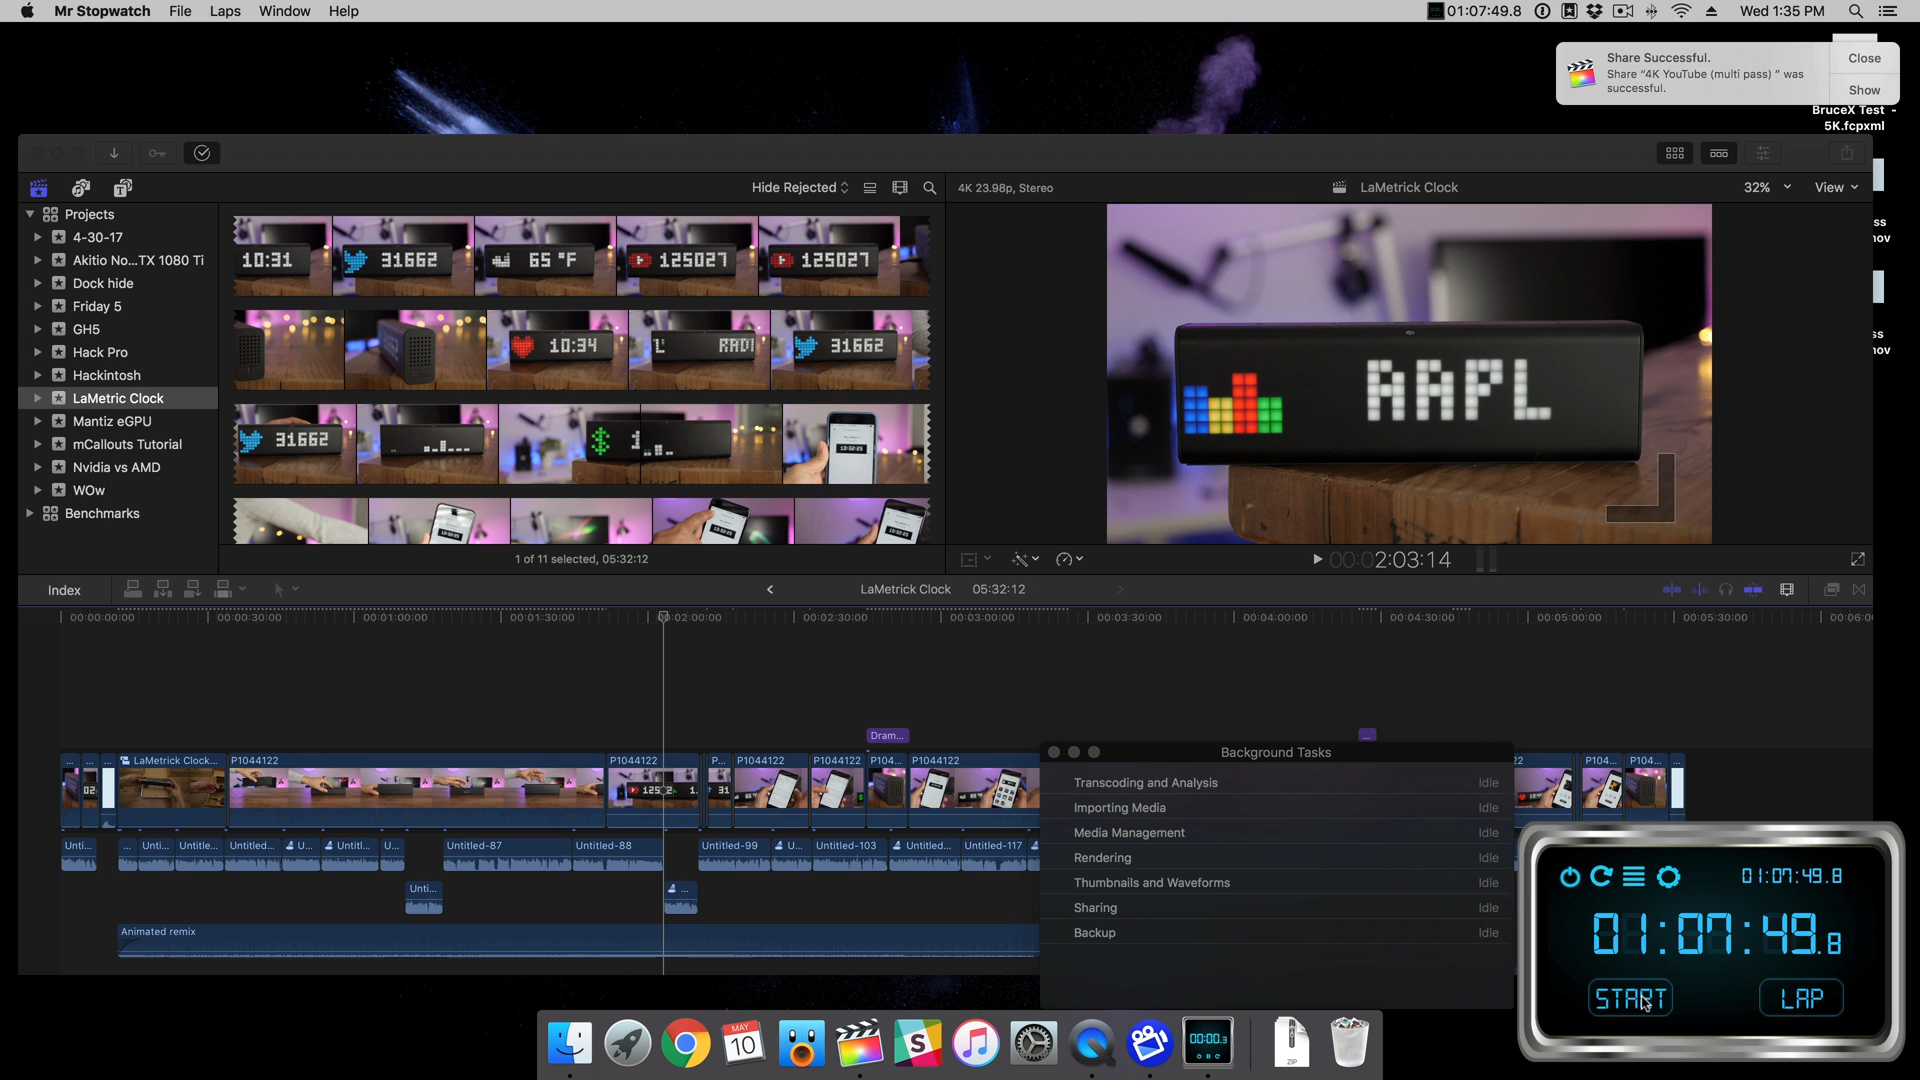 Mr Stopwatch File Laps Window Help
01:07:49.8 Wed 1:35 PM
Share Successful.
Share “4K YouTube (multi pass) ” was
successful.
Close
Show
BruceX Test -
5K.fcpxml
ss
nov
ss
nov
Hide Rejected
4K 23.98p, Stereo
LaMetrick Clock
32%
View
Projects
4-30-17
Akitio No...TX 1080 Ti
Dock hide
Friday 5
GH5
Hack Pro
Hackintosh
LaMetric Clock
Mantiz eGPU
mCallouts Tutorial
Nvidia vs AMD
WOw
Benchmarks
10:31
31662
65 °F
125027
125027
10:34
RADI
31662
31662
AAPL
1 of 11 selected, 05:32:12
00:02:03:14
Index
LaMetrick Clock 05:32:12
00:00:00:00
00:00:30:00
00:01:00:00
00:01:30:00
00:02:00:00
00:02:30:00
00:03:00:00
00:03:30:00
00:04:00:00
00:04:30:00
00:05:00:00
00:05:30:00
00:06:0
Dram...
...
... ... ... LaMetrick Clock... P1044122 P1044122 P... P1044122 P1044122 P104... P1044122 22 P104... P104... ...
Unti... ... Unti... Untitle... Untitled... U... Untitl... U... Untitled-87 Untitled-88 Untitled-99 U... Untitled-103 Untitled... Untitled-117
Unti... ...
Animated remix
Background Tasks
Transcoding and Analysis Idle
Importing Media Idle
Media Management Idle
Rendering Idle
Thumbnails and Waveforms Idle
Sharing Idle
Backup Idle
01:07:49.8
01:07:49.8
START LAP
MAY
10
S
00:00.3
ZIP